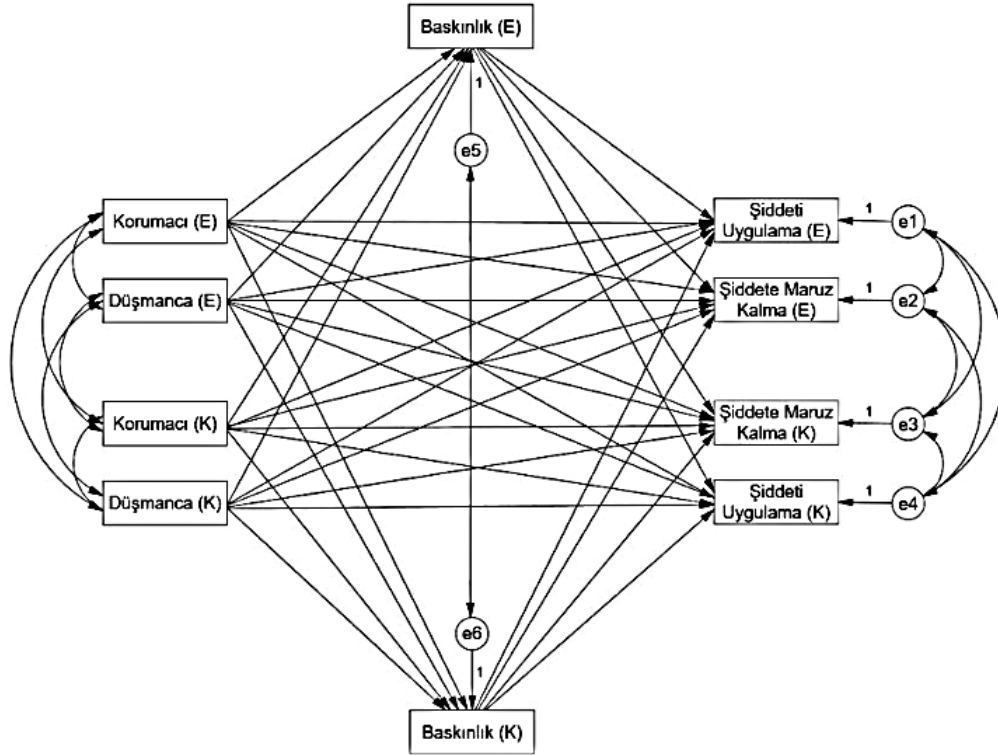 Baskınlık (E)
1
e5
Korumacı (E)
Düşmanca (E)
Korumacı (K)
Düşmanca (K)
Şiddeti
Uygulama (E)
1
e1
Şiddete Maruz
Kalma (E)
1
e2
Şiddete Maruz
Kalma (K)
1
e3
Şiddeti
Uygulama (K)
1
e4
e6
1
Baskınlık (K)